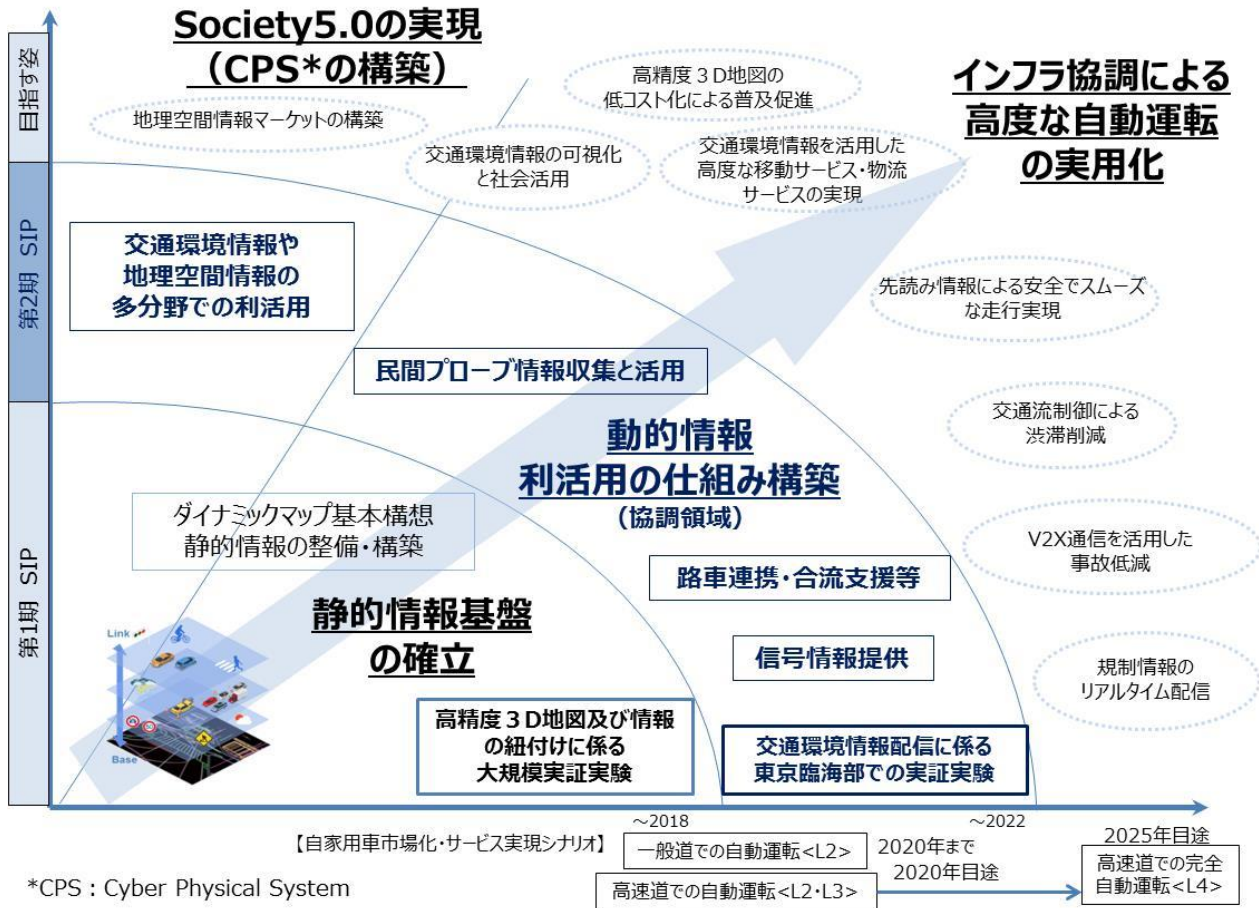 Society5.0の実現
（CPS*の構築）
目指す姿
地理空間情報マーケットの構築
高精度３D地図の
低コスト化による普及促進
インフラ協調による
高度な自動運転
の実用化
交通環境情報の可視化
と社会活用
交通環境情報を活用した
高度な移動サービス・物流
サービスの実現
第2期 SIP
交通環境情報や
地理空間情報の
多分野での利活用
先読み情報による安全でスムーズ
な走行実現
民間プローブ情報収集と活用
交通流制御による
渋滞削減
動的情報
利活用の仕組み構築
（協調領域）
第1期 SIP
ダイナミックマップ基本構想
静的情報の整備・構築
V2X通信を活用した
事故低減
路車連携・合流支援等
静的情報基盤
の確立
信号情報提供
規制情報の
リアルタイム配信
Link
Base
高精度３D地図及び情報
の紐付けに係る
大規模実証実験
交通環境情報配信に係る
東京臨海部での実証実験
～2018
～2022
2025年目途
【自家用車市場化・サービス実現シナリオ】
一般道での自動運転<L2>
2020年まで
2020年目途
高速道での自動運転<L2・L3>
高速道での完全
自動運転<L4>
*CPS：Cyber Physical System